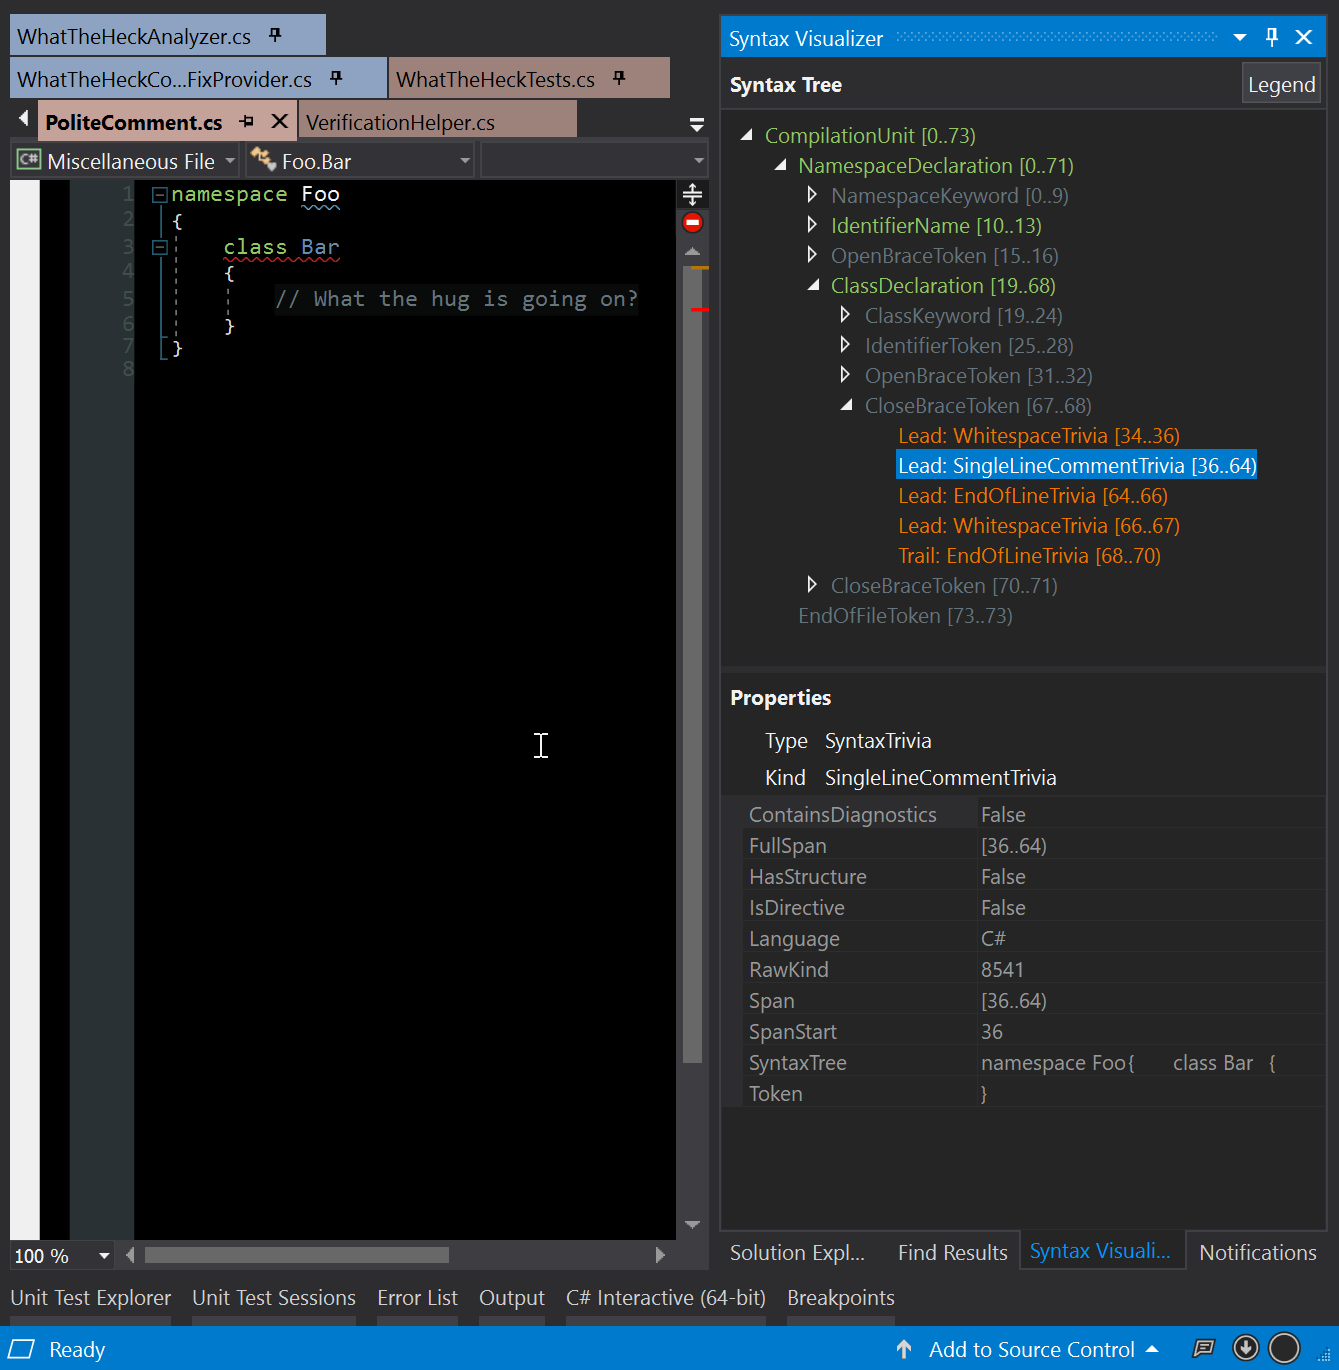 WhatTheHeckAnalyzer.cs
WhatTheHeckCo...FixProvider.cs
WhatTheHeckTests.cs
PoliteComment.cs
VerificationHelper.cs
C# Miscellaneous File
Foo.Bar
1 namespace Foo
2 {
3 class Bar
4 {
5 // What the hug is going on?
6 }
7 }
8
100 %
Syntax Visualizer
Syntax Tree
Legend
CompilationUnit [0..73)
NamespaceDeclaration [0..71)
NamespaceKeyword [0..9)
IdentifierName [10..13)
OpenBraceToken [15..16)
ClassDeclaration [19..68)
ClassKeyword [19..24)
IdentifierToken [25..28)
OpenBraceToken [31..32)
CloseBraceToken [67..68)
Lead: WhitespaceTrivia [34..36)
Lead: SingleLineCommentTrivia [36..64)
Lead: EndOfLineTrivia [64..66)
Lead: WhitespaceTrivia [66..67)
Trail: EndOfLineTrivia [68..70)
CloseBraceToken [70..71)
EndOfFileToken [73..73)
Properties
Type SyntaxTrivia
Kind SingleLineCommentTrivia
ContainsDiagnostics False
FullSpan [36..64)
HasStructure False
IsDirective False
Language C#
RawKind 8541
Span [36..64)
SpanStart 36
SyntaxTree namespace Foo{ class Bar {
Token }
Solution Expl...
Find Results
Syntax Visuali...
Notifications
Unit Test Explorer
Unit Test Sessions
Error List
Output
C# Interactive (64-bit)
Breakpoints
Ready
Add to Source Control